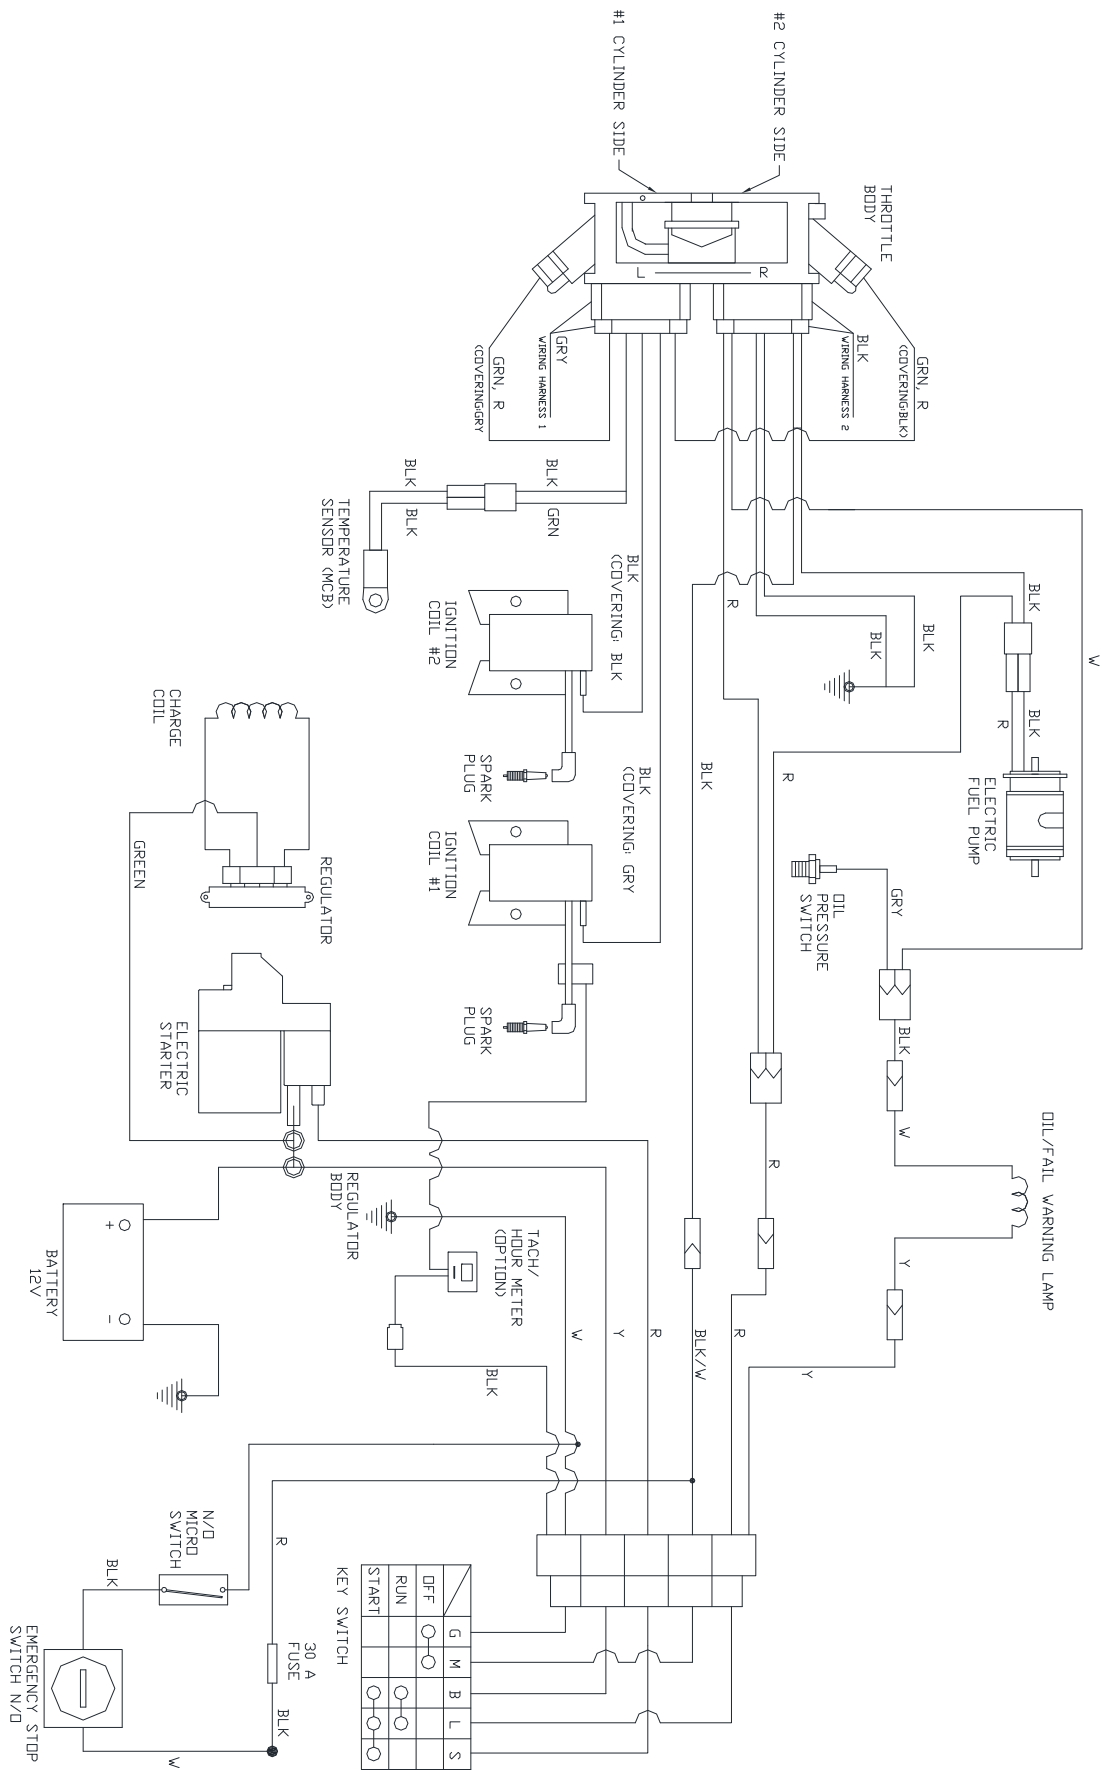 #1 CYLINDER SIDE
#2 CYLINDER SIDE
THROTTLE
BODY
L
R
GRN, R
(COVERING:GRY
WIRING HARNESS 1
GRY
BLK
WIRING HARNESS 2
GRN, R
(COVERING:BLK)
BLK
BLK
BLK
GRN
TEMPERATURE
SENSOR (MCB)
BLK
(COVERING: BLK
IGNITION
COIL #2
SPARK
PLUG
BLK
(COVERING: GRY
IGNITION
COIL #1
SPARK
PLUG
R
BLK
BLK
BLK
W
BLK
R
BLK
ELECTRIC
FUEL PUMP
BLK
R
CHARGE
COIL
GREEN
REGULATOR
ELECTRIC
STARTER
OIL
PRESSURE
SWITCH
GRY
BLK
W
OIL/FAIL WARNING LAMP
Y
R
REGULATOR
BODY
TACH/
HOUR METER
(OPTION)
BATTERY
12V
+
-
BLK
W
Y
R
BLK/W
R
Y
N/O
MICRO
SWITCH
R
BLK
30 A
FUSE
BLK
W
EMERGENCY STOP
SWITCH N/O
KEY SWITCH
G M B L S
OFF
RUN
START